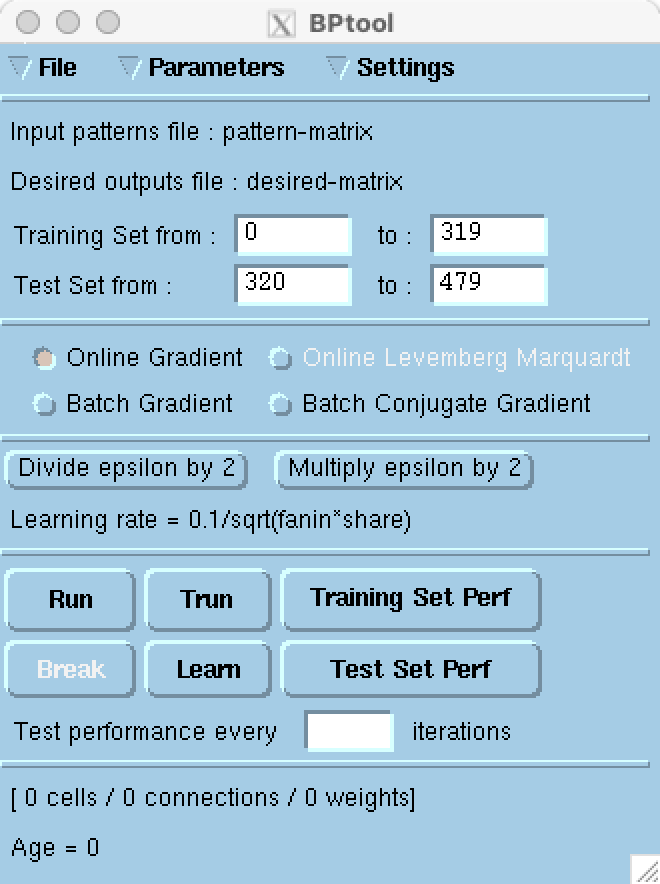 BPtool
File Parameters Settings
Input patterns file : pattern-matrix
Desired outputs file : desired-matrix
Training Set from : 0 to : 319
Test Set from : 320 to : 479
Online Gradient Online Levemberg Marquardt
Batch Gradient Batch Conjugate Gradient
Divide epsilon by 2 Multiply epsilon by 2
Learning rate = 0.1/sqrt(fanin*share)
Run Trun Training Set Perf
Break Learn Test Set Perf
Test performance every iterations
[ 0 cells / 0 connections / 0 weights]
Age = 0